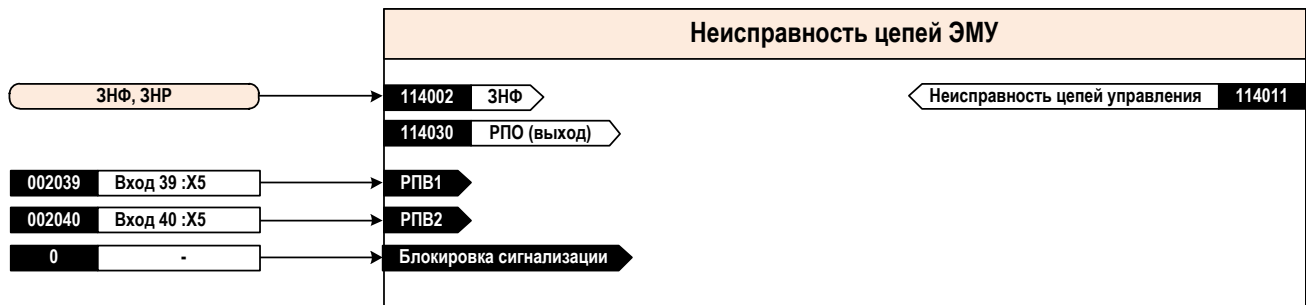 Неисправность цепей ЭМУ
ЗНФ, ЗНР 114002 ЗНФ Неисправность цепей управления 114011
114030 РПО (выход)
002039 Вход 39 :X5 РПВ1
002040 Вход 40 :X5 РПВ2
0 - Блокировка сигнализации